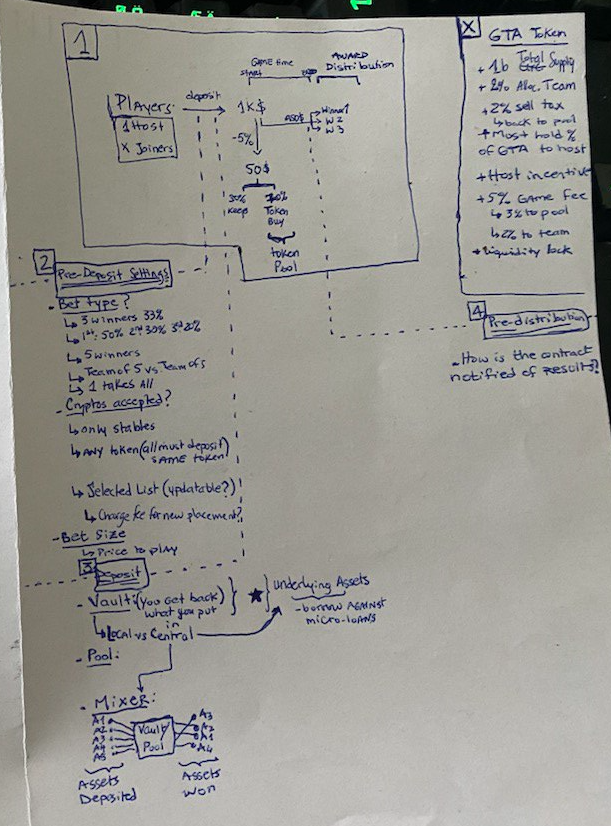 1
GAME time
START
END
AWARD
Distribution
Players:
deposit
1K$
950$
Winner1
W2
W3
1 Host
X Joiners
-5%
50$
30%
Keeps
70%
Token
Buy
token
Pool
X
GTA Token
+ 1b Total Supply
+ 2% Alloc. Team
+ 2% sell tax
↳ back to pool
+ Most hold %
of GTA to host
+ Host incentive
+ 5% GAME Fee
↳ 3% to pool
↳ 2% to team
+ Liquidity lock
2
Pre-Deposit Settings
- Bet type?
↳ 3 winners 33%
↳ 1st: 50% 2nd 30% 3rd 20%
↳ 5 winners
↳ Team of 5 vs Team of 5
↳ 1 takes All
- Cryptos accepted?
↳ only stables
↳ ANY token (all must deposit
SAME token)
↳ Selected List (updatable?)
↳ Charge fee for new placement?
- Bet Size
↳ Price to play
4
Pre-distribution
- How is the contract
notified of results?
3
Deposit
- Vault: (you get back
what you put
in
↳ Local vs Central
★ underlying Assets
- borrow AGAINST
micro-loans
- Pool:
- Mixer:
A1
A2
A3
A4
A5
Vault/
Pool
A3
A2
A1
A4
Assets
Deposited
Assets
Won